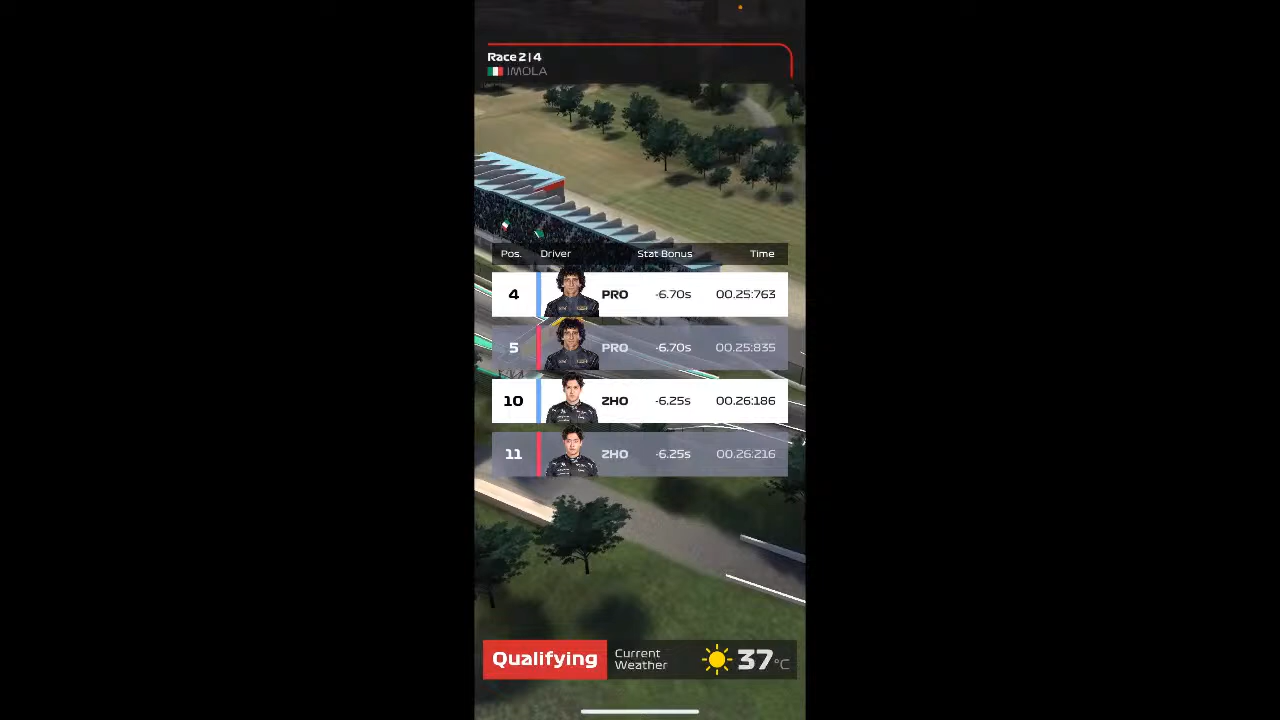 Race 2|4
IMOLA
Pos. Driver Stat Bonus Time
4 PRO -6.70s 00.25:763
5 PRO -6.70s 00.25:835
10 ZHO -6.25s 00.26:186
11 ZHO -6.25s 00.26:216
Qualifying
Current
Weather
37°C